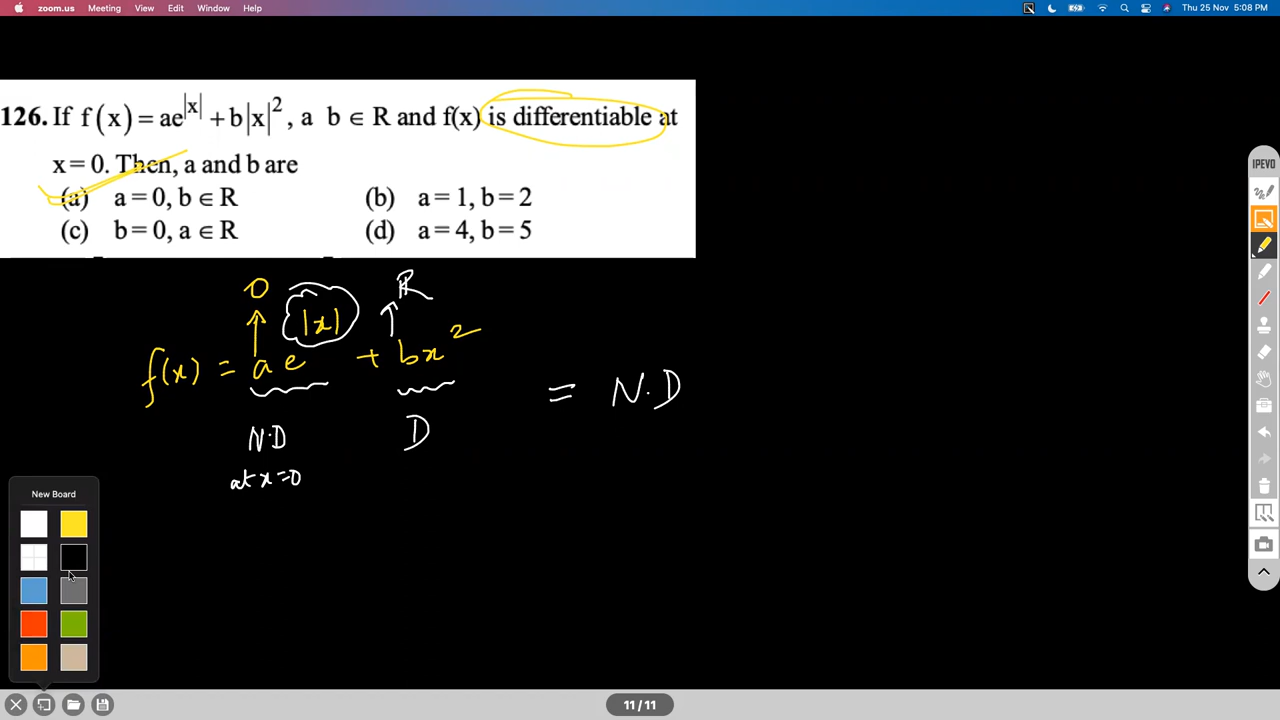 zoom.us Meeting View Edit Window Help Thu 25 Nov 5:08 PM
126. If f(x) = ae^|x| + b|x|², a b ∈ R and f(x) is differentiable at
x = 0. Then, a and b are
(a) a = 0, b ∈ R (b) a = 1, b = 2
(c) b = 0, a ∈ R (d) a = 4, b = 5
0 R
f(x) = a e^|x| + bx²
= N.D
N.D D
at x=0
New Board
IPEVO
11/11